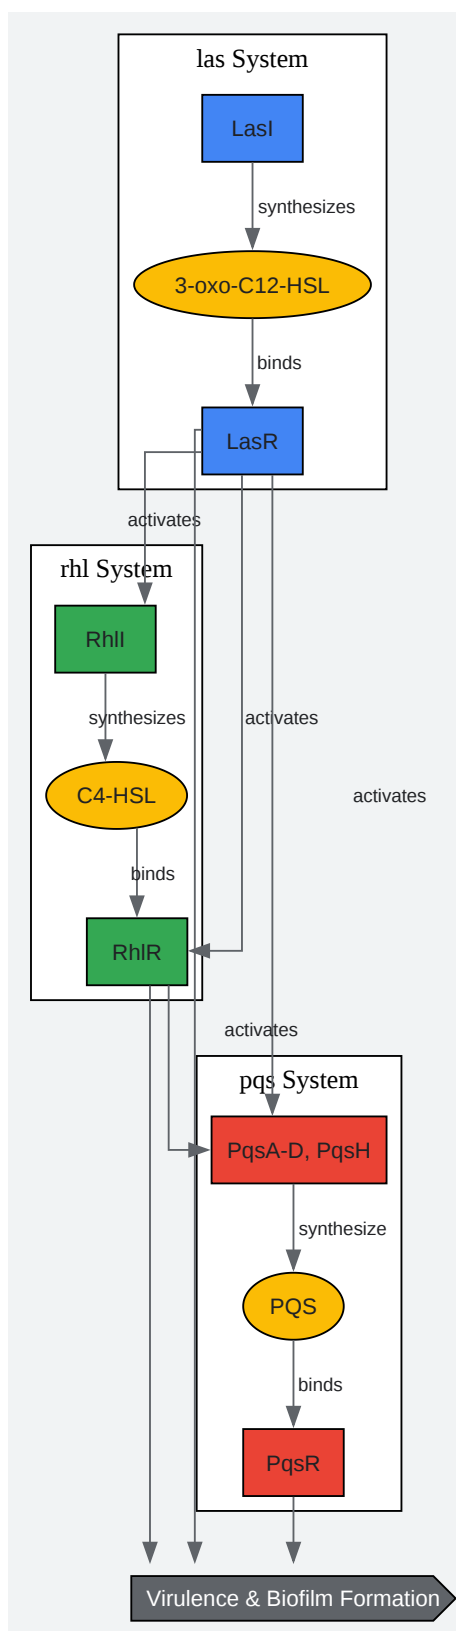 las System
LasI
synthesizes
3-oxo-C12-HSL
binds
LasR
activates
rhl System
RhlI
synthesizes
activates
C4-HSL
activates
binds
RhlR
activates
pqs System
PqsA-D, PqsH
synthesize
PQS
binds
PqsR
Virulence & Biofilm Formation